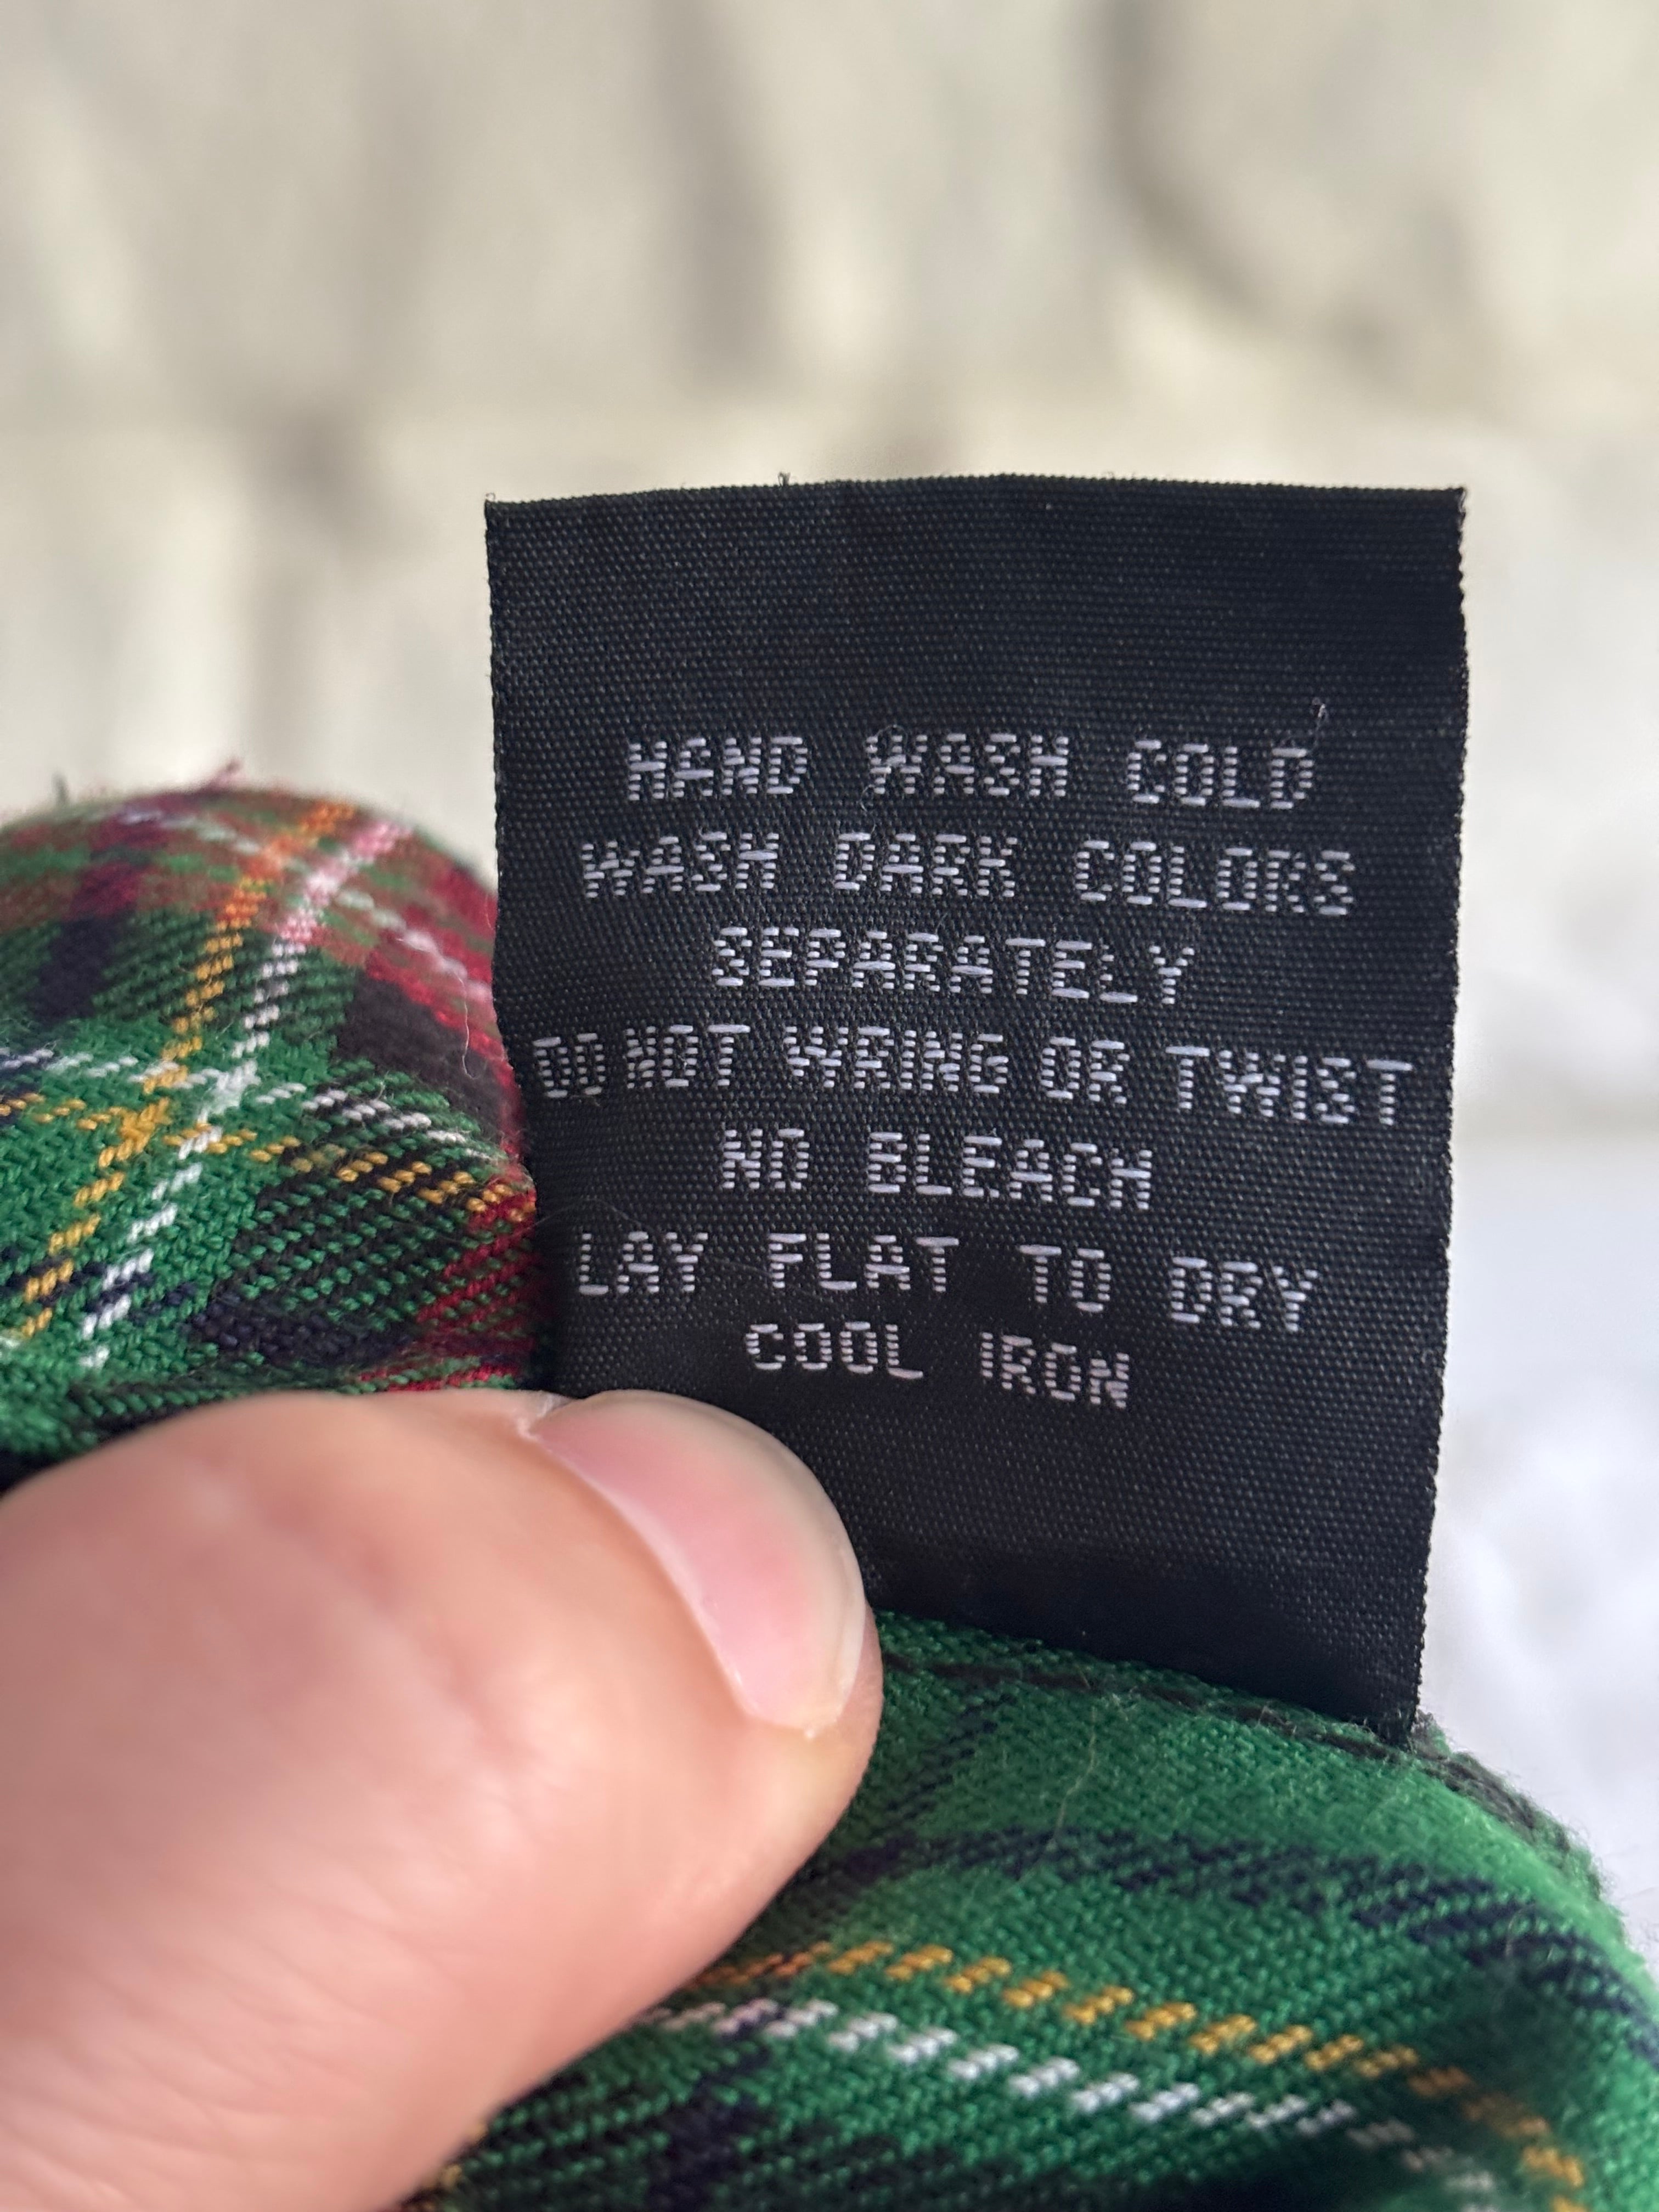 HAND WASH COLD
WASH DARK COLORS
SEPARATELY
DO NOT WRING OR TWIST
NO BLEACH
LAY FLAT TO DRY
COOL IRON